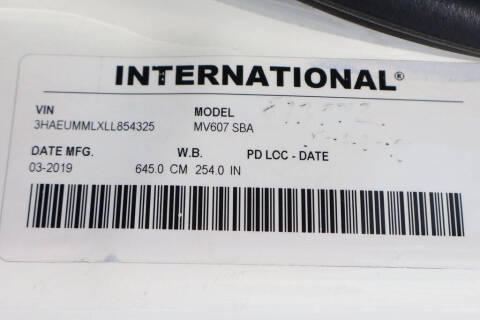 INTERNATIONAL®
VIN MODEL
3HAEUMMLXLL854325 MV607 SBA
DATE MFG. W.B. PD LCC - DATE
03-2019 645.0 CM 254.0 IN